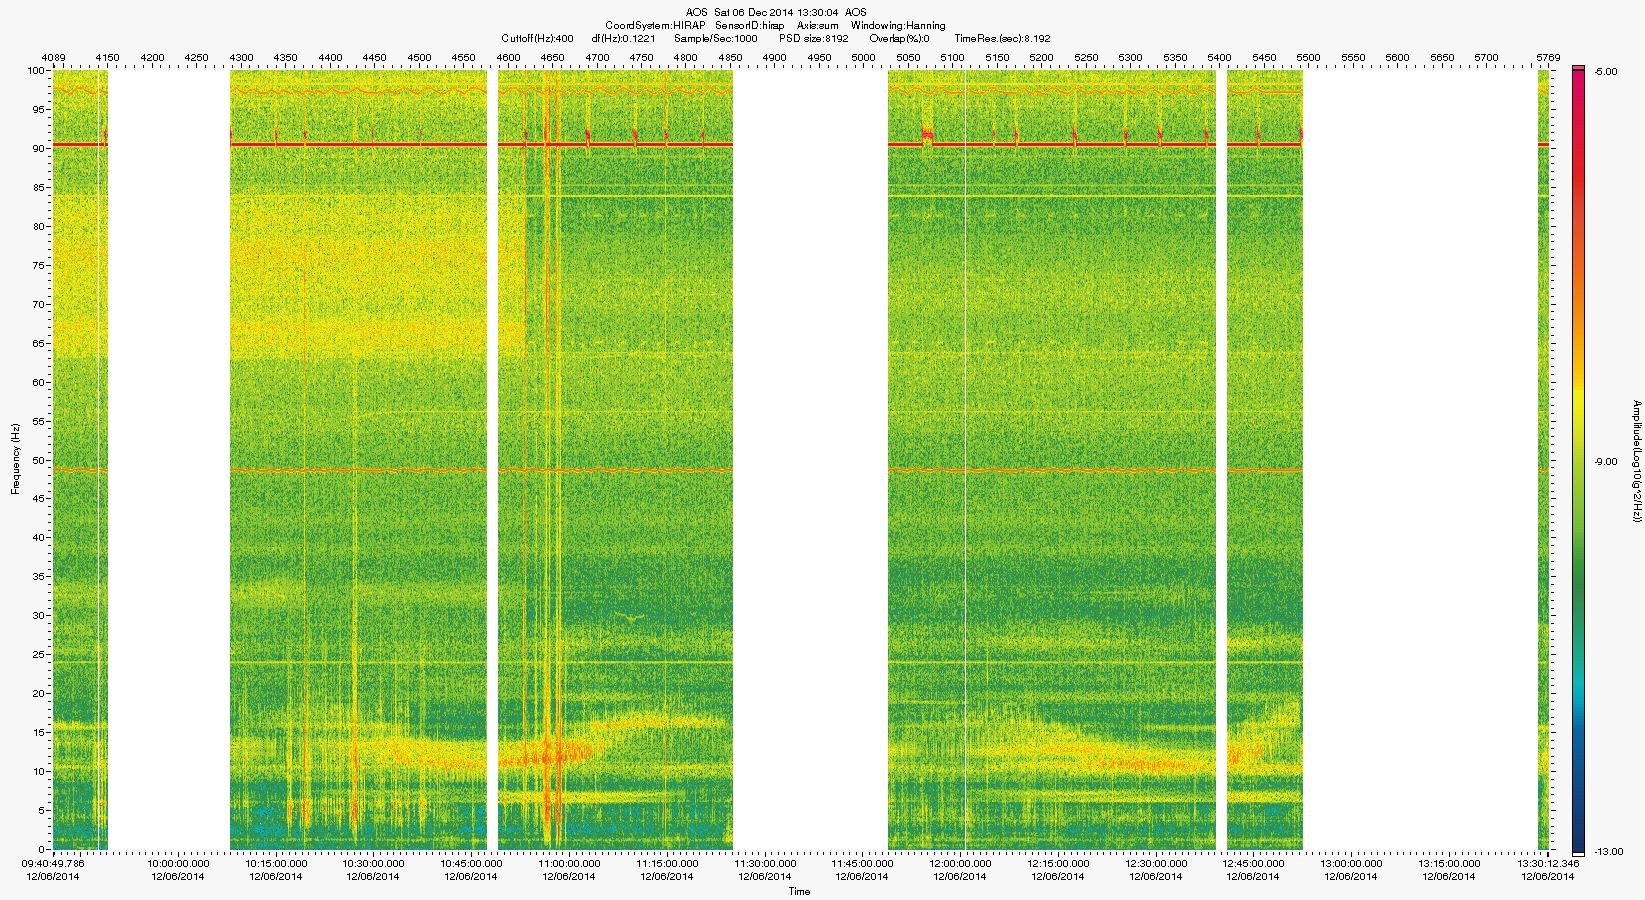 AOS Sat 06 Dec 2014 13:30:04 AOS
CoordSystem:HIRAP SensorID:hirap Axis:sum Windowing:Hanning
Cuttoff(Hz):400 df(Hz):0.1221 Sample/Sec:1000 PSD size:8192 Overlap(%):0 TimeRes.(sec):8.192
4089 4150 4200 4250 4300 4350 4400 4450 4500 4550 4600 4650 4700 4750 4800 4850 4900 4950 5000 5050 5100 5150 5200 5250 5300 5350 5400 5450 5500 5550 5600 5650 5700 5769
100
95
90
85
80
75
70
65
60
55
50
45
40
35
30
25
20
15
10
5
0
Frequency (Hz)
-5.00
-9.00
-13.00
Amplitude(Log10(g^2/Hz))
09:40:49.786 10:00:00.000 10:15:00.000 10:30:00.000 10:45:00.000 11:00:00.000 11:15:00.000 11:30:00.000 11:45:00.000 12:00:00.000 12:15:00.000 12:30:00.000 12:45:00.000 13:00:00.000 13:15:00.000 13:30:12.346
12/06/2014 12/06/2014 12/06/2014 12/06/2014 12/06/2014 12/06/2014 12/06/2014 12/06/2014 12/06/2014 12/06/2014 12/06/2014 12/06/2014 12/06/2014 12/06/2014 12/06/2014 12/06/2014
Time